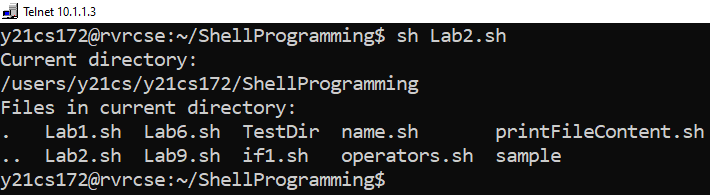 Telnet 10.1.1.3
y21cs172@rvrcse:~/ShellProgramming$ sh Lab2.sh
Current directory:
/users/y21cs/y21cs172/ShellProgramming
Files in current directory:
.   Lab1.sh  Lab6.sh  TestDir  name.sh       printFileContent.sh
..  Lab2.sh  Lab9.sh  if1.sh   operators.sh  sample
y21cs172@rvrcse:~/ShellProgramming$